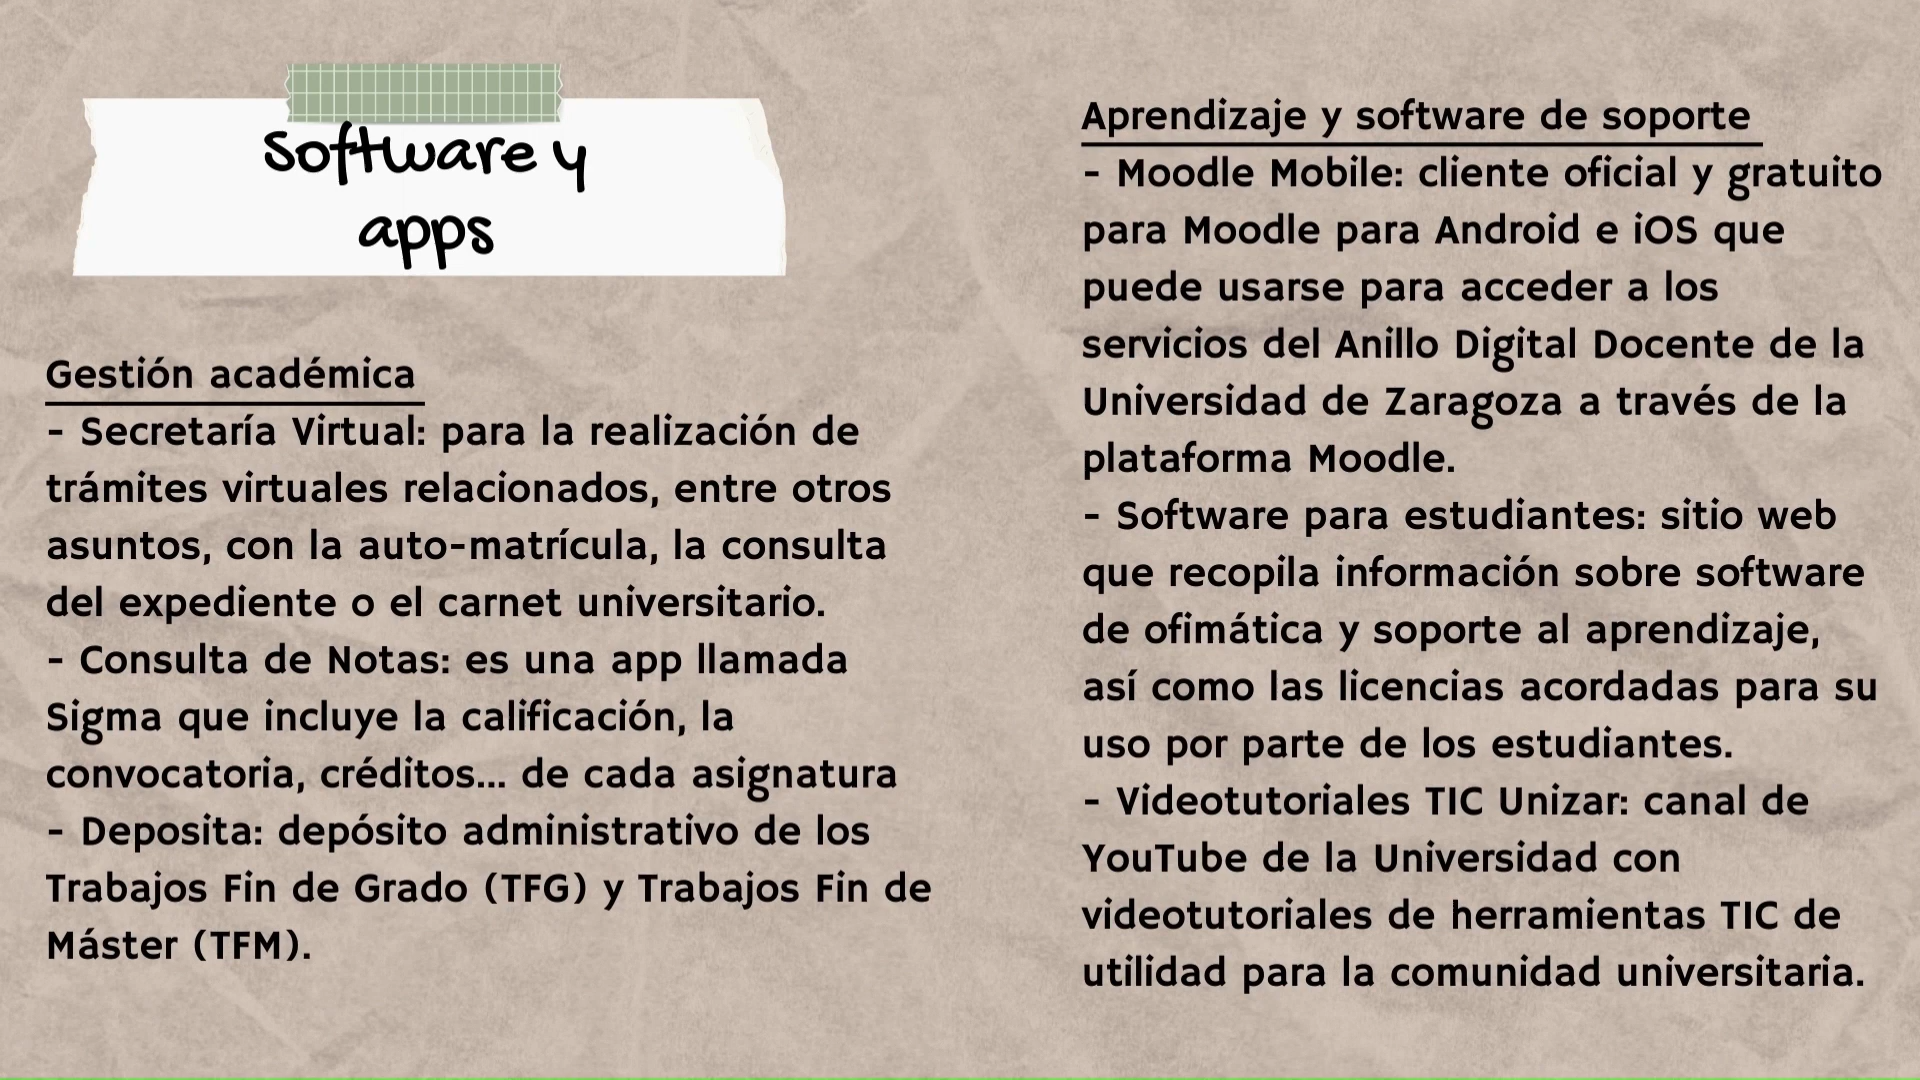 Software y
apps
Gestión académica
- Secretaría Virtual: para la realización de
trámites virtuales relacionados, entre otros
asuntos, con la auto-matrícula, la consulta
del expediente o el carnet universitario.
- Consulta de Notas: es una app llamada
Sigma que incluye la calificación, la
convocatoria, créditos... de cada asignatura
- Deposita: depósito administrativo de los
Trabajos Fin de Grado (TFG) y Trabajos Fin de
Máster (TFM).
Aprendizaje y software de soporte
- Moodle Mobile: cliente oficial y gratuito
para Moodle para Android e iOS que
puede usarse para acceder a los
servicios del Anillo Digital Docente de la
Universidad de Zaragoza a través de la
plataforma Moodle.
- Software para estudiantes: sitio web
que recopila información sobre software
de ofimática y soporte al aprendizaje,
así como las licencias acordadas para su
uso por parte de los estudiantes.
- Videotutoriales TIC Unizar: canal de
YouTube de la Universidad con
videotutoriales de herramientas TIC de
utilidad para la comunidad universitaria.